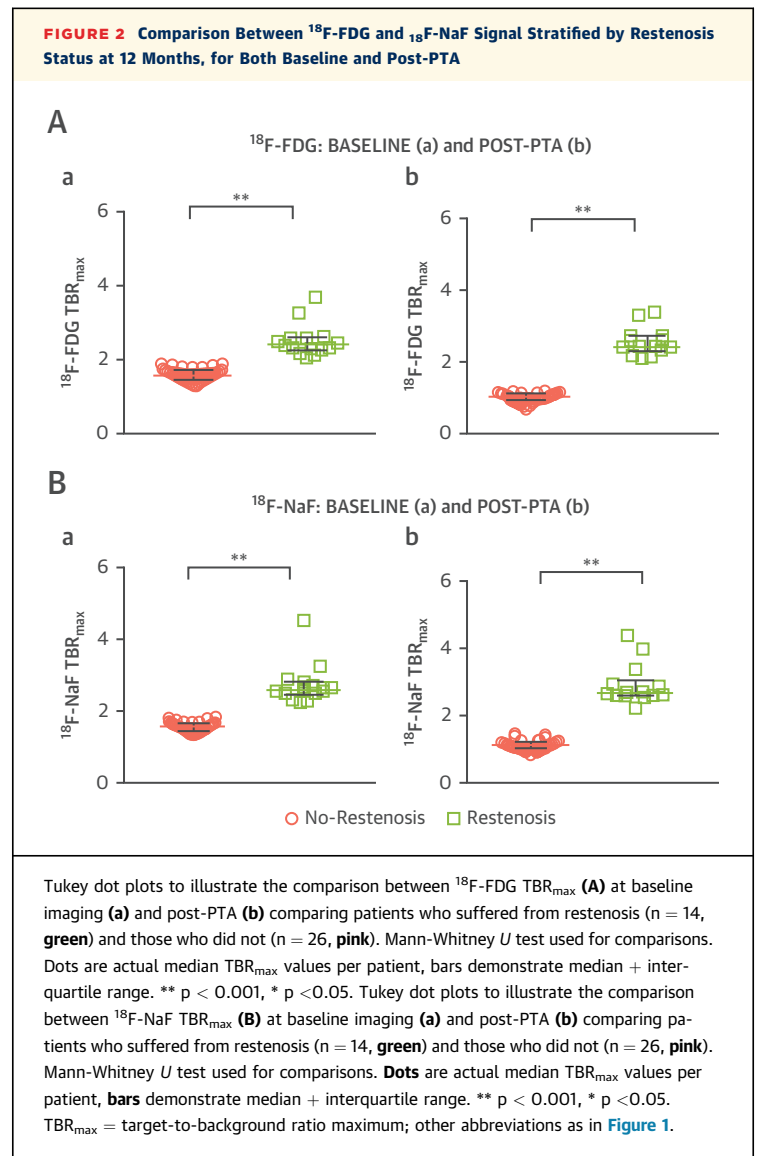 FIGURE 2 Comparison Between ¹⁸F-FDG and ₁₈F-NaF Signal Stratified by Restenosis
Status at 12 Months, for Both Baseline and Post-PTA
A
¹⁸F-FDG: BASELINE (a) and POST-PTA (b)
a
b
**
**
6
4
2
0
¹⁸F-FDG TBRmax
6
4
2
0
¹⁸F-FDG TBRmax
B
¹⁸F-NaF: BASELINE (a) and POST-PTA (b)
a
b
**
**
6
4
2
0
¹⁸F-NaF TBRmax
6
4
2
0
¹⁸F-NaF TBRmax
No-Restenosis Restenosis
Tukey dot plots to illustrate the comparison between ¹⁸F-FDG TBRmax (A) at baseline
imaging (a) and post-PTA (b) comparing patients who suffered from restenosis (n = 14,
green) and those who did not (n = 26, pink). Mann-Whitney U test used for comparisons.
Dots are actual median TBRmax values per patient, bars demonstrate median + inter-
quartile range. ** p < 0.001, * p <0.05. Tukey dot plots to illustrate the comparison
between ¹⁸F-NaF TBRmax (B) at baseline imaging (a) and post-PTA (b) comparing pa-
tients who suffered from restenosis (n = 14, green) and those who did not (n = 26, pink).
Mann-Whitney U test used for comparisons. Dots are actual median TBRmax values per
patient, bars demonstrate median + interquartile range. ** p < 0.001, * p <0.05.
TBRmax = target-to-background ratio maximum; other abbreviations as in Figure 1.